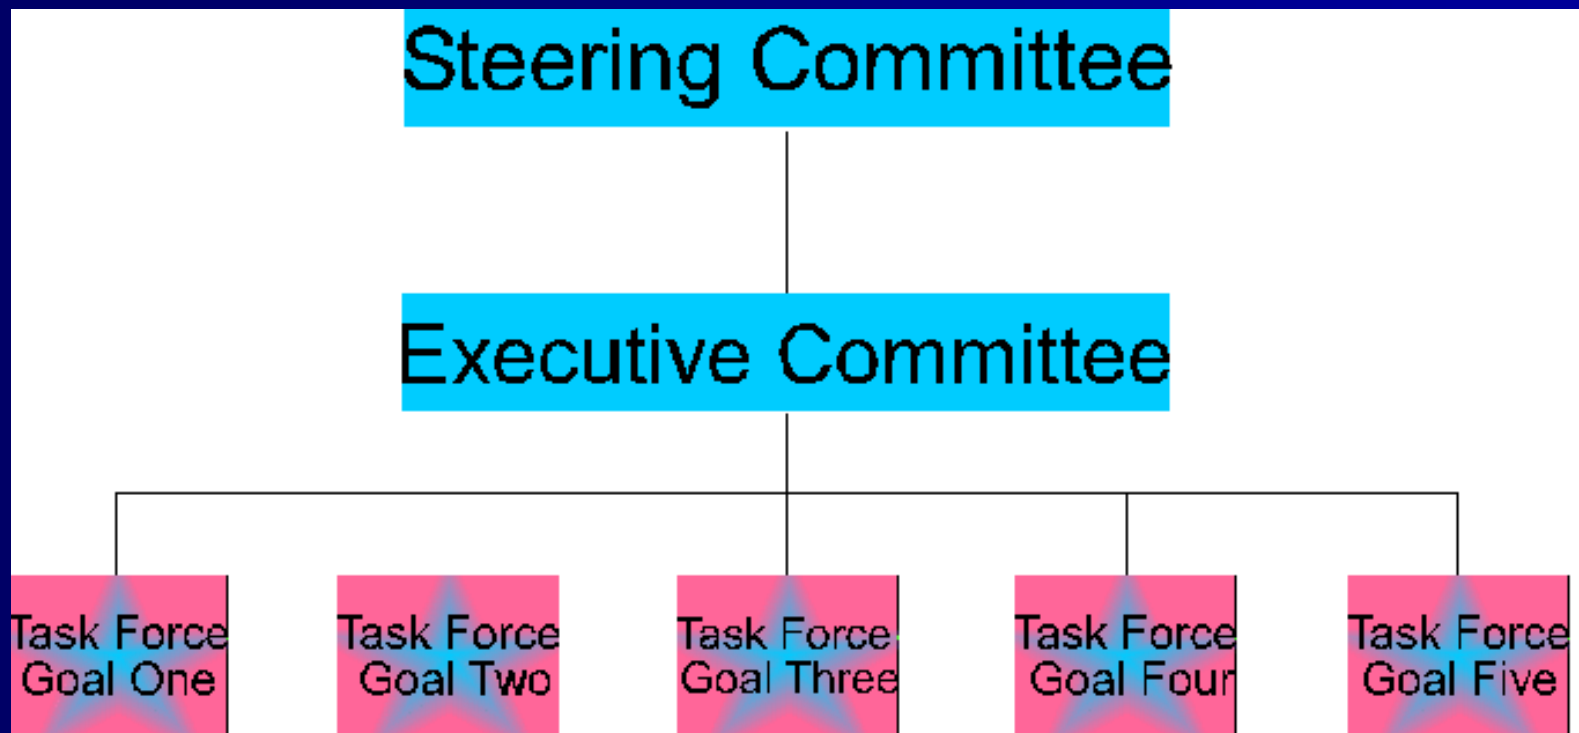 Steering Committee
Executive Committee
Task Force
Goal One
Task Force
Goal Two
Task Force
Goal Three
Task Force
Goal Four
Task Force
Goal Five